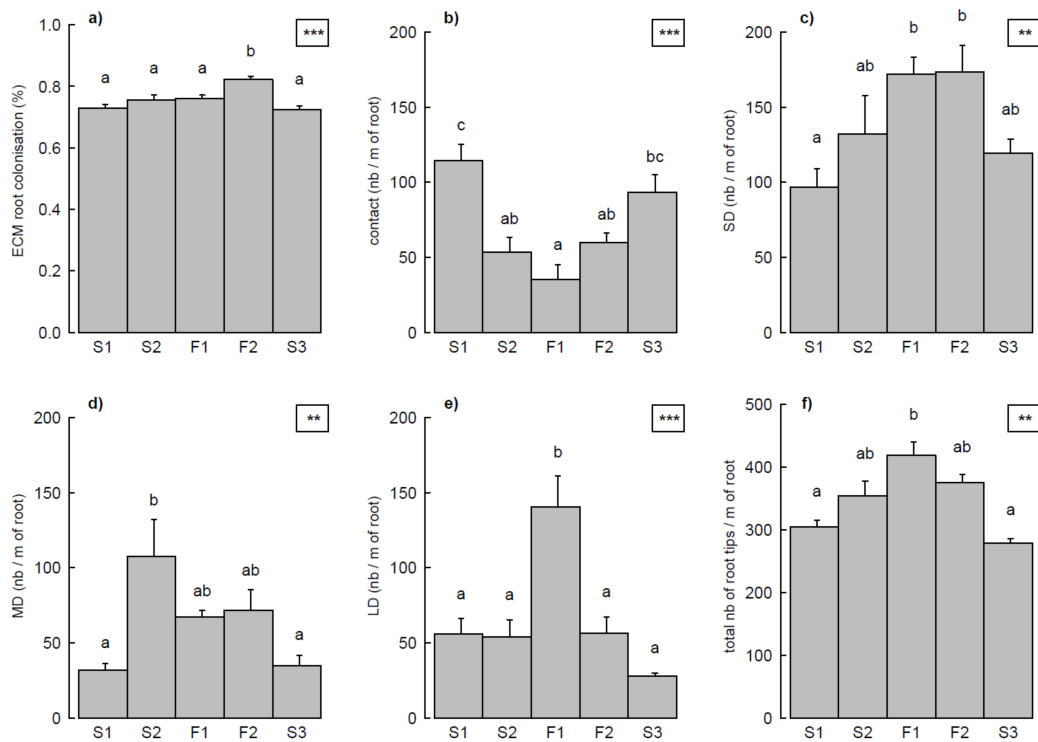 a)
***
ECM root colonisation (%)
1.0
0.8
0.6
0.4
0.2
0.0
a
a
a
b
a
S1 S2 F1 F2 S3
b)
***
contact (nb / m of root)
200
150
100
50
0
c
ab
a
ab
bc
S1 S2 F1 F2 S3
c)
**
SD (nb / m of root)
200
150
100
50
0
a
ab
b
b
ab
S1 S2 F1 F2 S3
d)
**
MD (nb / m of root)
200
150
100
50
0
a
b
ab
ab
a
S1 S2 F1 F2 S3
e)
***
LD (nb / m of root)
200
150
100
50
0
a
a
b
a
a
S1 S2 F1 F2 S3
f)
**
total nb of root tips / m of root
500
400
300
200
100
0
a
ab
b
ab
a
S1 S2 F1 F2 S3